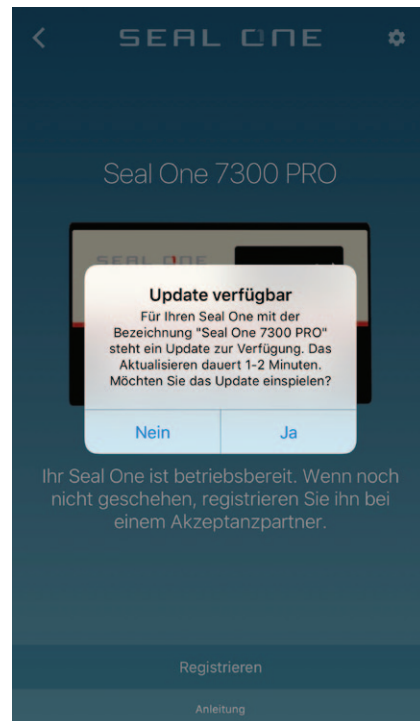 SEAL ONE
Seal One 7300 PRO
SEAL ONE
Update verfügbar
Für Ihren Seal One mit der
Bezeichnung "Seal One 7300 PRO"
steht ein Update zur Verfügung. Das
Aktualisieren dauert 1-2 Minuten.
Möchten Sie das Update einspielen?
Nein
Ja
Ihr Seal One ist betriebsbereit. Wenn noch
nicht geschehen, registrieren Sie ihn bei
einem Akzeptanzpartner.
Registrieren
Anleitung